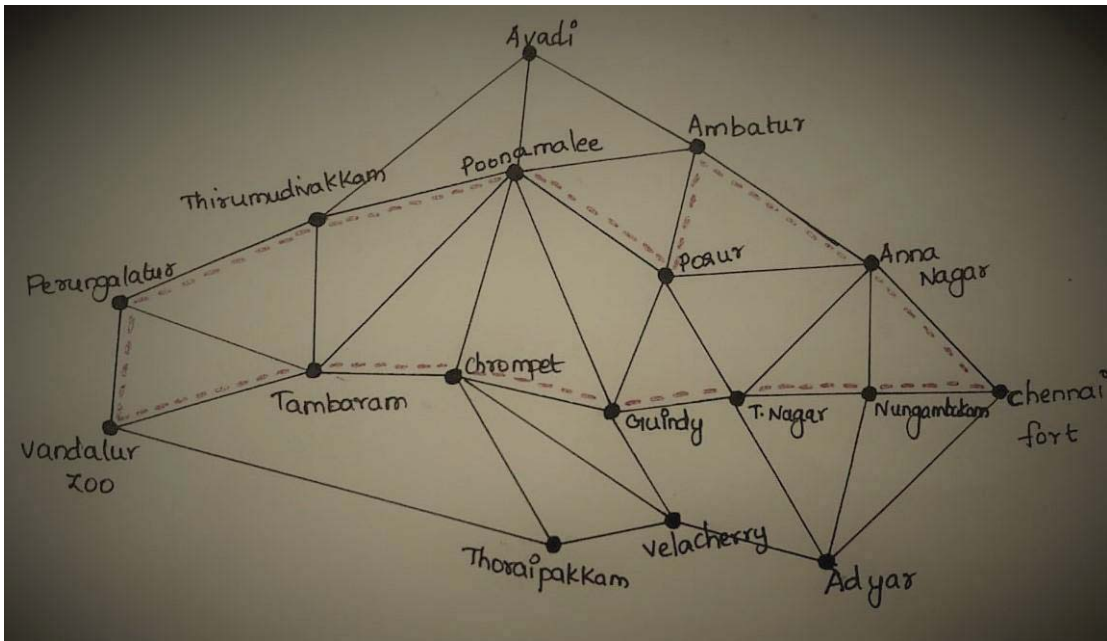 Avadi
Ambatur
Poonamalee
Thirumudivakkam
Porur
Anna
Nagar
Perungalatur
Chrompet
Tambaram
Guindy
T.Nagar
Nungambakam
Chennai
fort
Vandalur
zoo
Velacherry
Thoraipakkam
Adyar